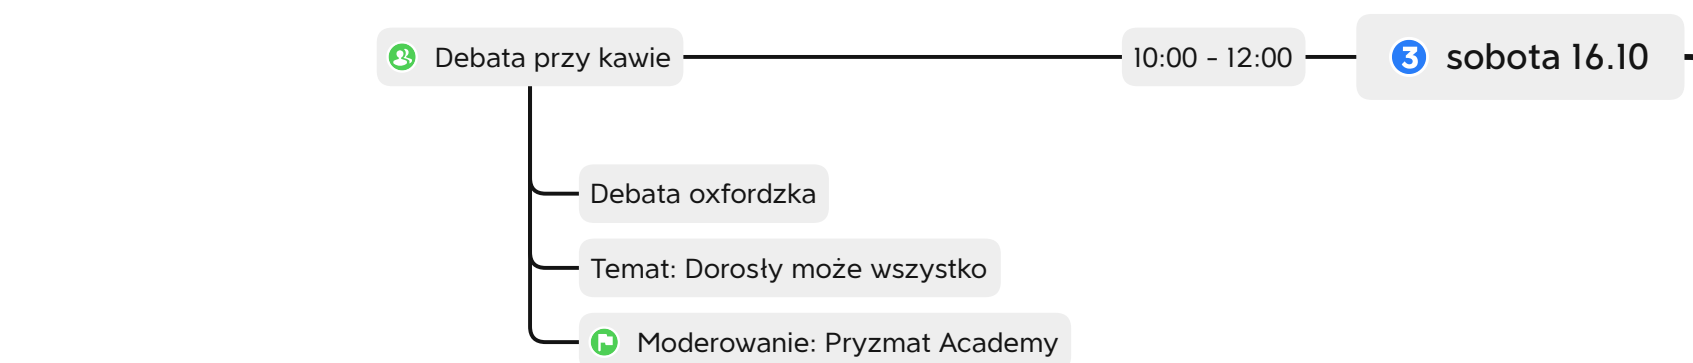 Debata przy kawie
10:00 - 12:00
3 sobota 16.10
Debata oxfordzka
Temat: Dorosły może wszystko
Moderowanie: Pryzmat Academy